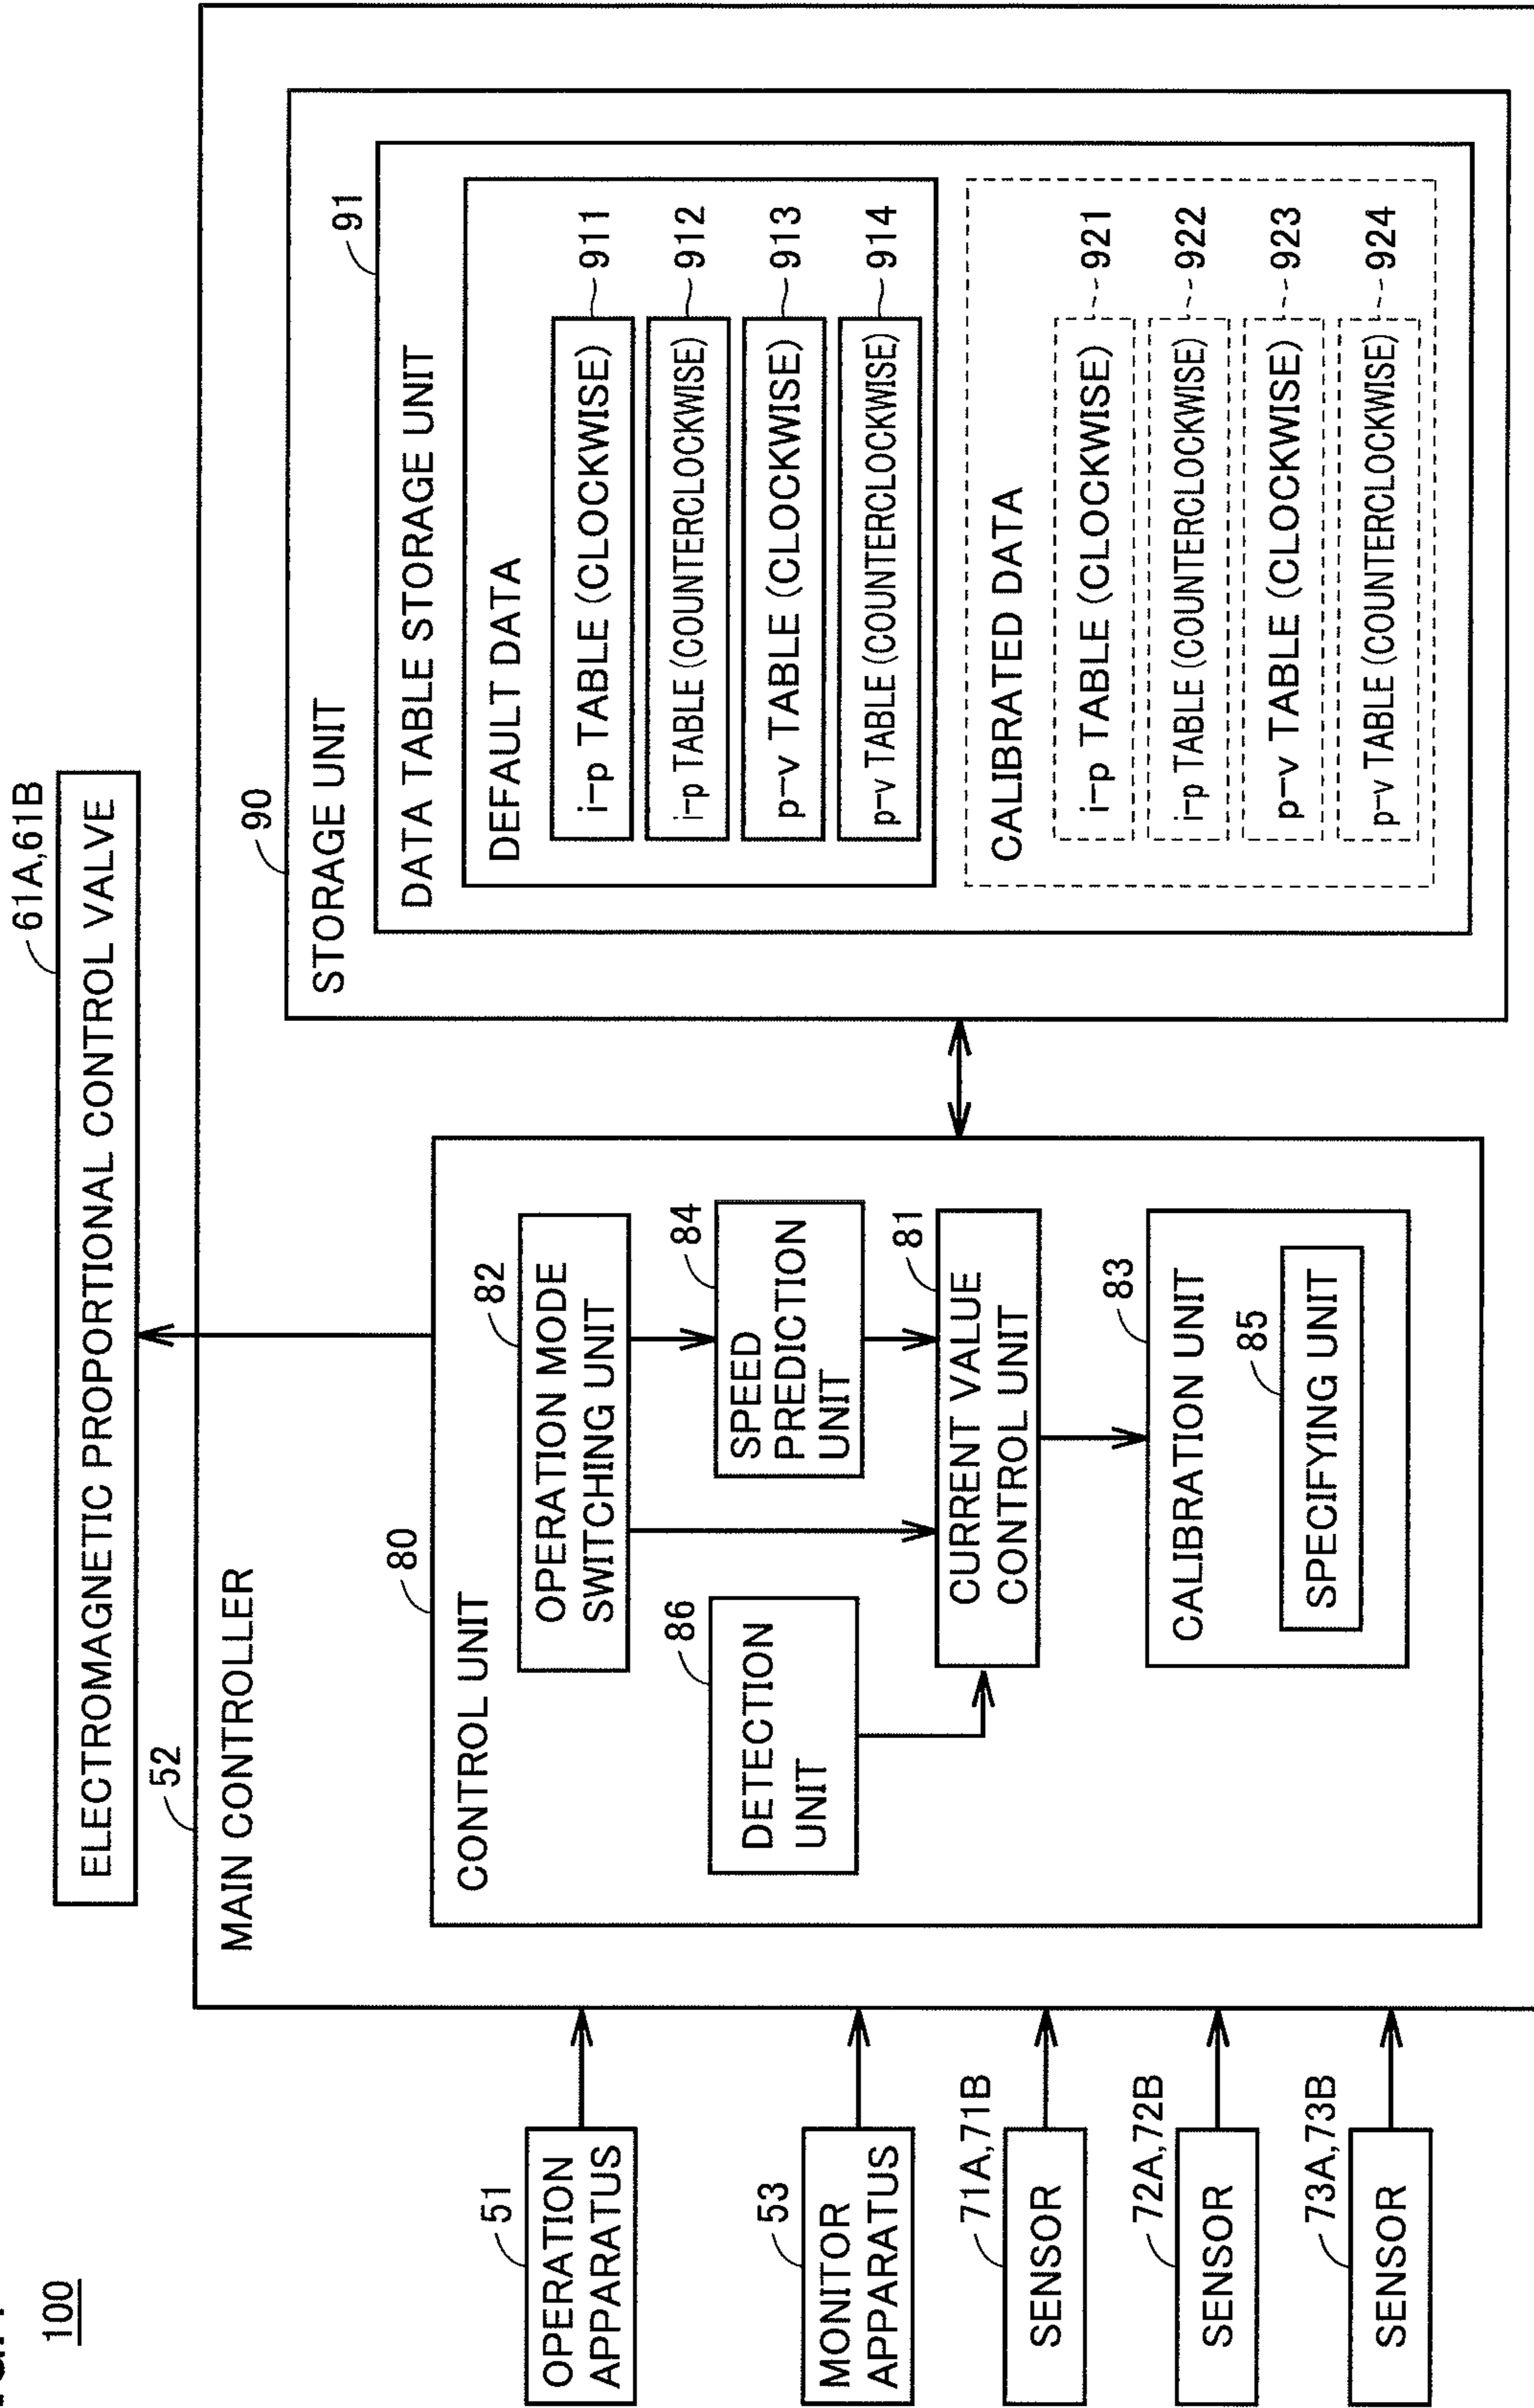 100
ELECTROMAGNETIC PROPORTIONAL CONTROL VALVE
61A,61B
52
MAIN CONTROLLER
51
OPERATION
APPARATUS
53
MONITOR
APPARATUS
71A,71B
SENSOR
72A,72B
SENSOR
73A,73B
SENSOR
80
CONTROL UNIT
82
OPERATION MODE
SWITCHING UNIT
86
DETECTION
UNIT
84
SPEED
PREDICTION
UNIT
81
CURRENT VALUE
CONTROL UNIT
83
CALIBRATION UNIT
85
SPECIFYING UNIT
90
STORAGE UNIT
91
DATA TABLE STORAGE UNIT
DEFAULT DATA
i-p TABLE (CLOCKWISE) 911
i-p TABLE (COUNTERCLOCKWISE) 912
p-v TABLE (CLOCKWISE) 913
p-v TABLE (COUNTERCLOCKWISE) 914
CALIBRATED DATA
i-p TABLE (CLOCKWISE) 921
i-p TABLE (COUNTERCLOCKWISE) 922
p-v TABLE (CLOCKWISE) 923
p-v TABLE (COUNTERCLOCKWISE) 924